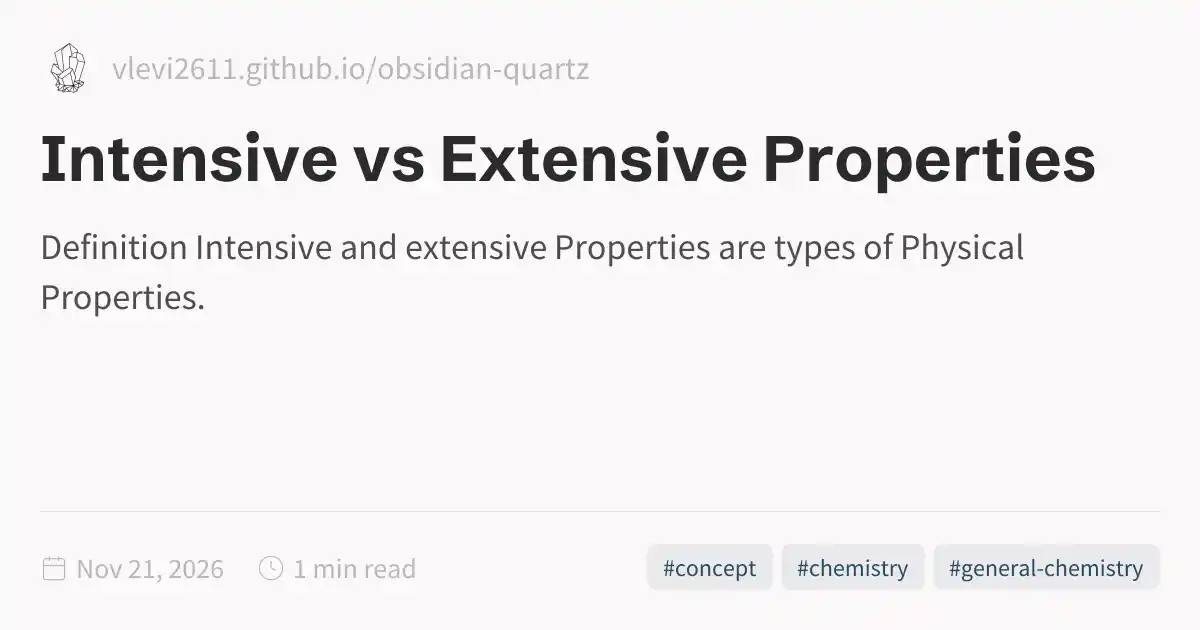 vlevi2611.github.io/obsidian-quartz
Intensive vs Extensive Properties
Definition Intensive and extensive Properties are types of Physical
Properties.
Nov 21, 2026 1 min read #concept #chemistry #general-chemistry